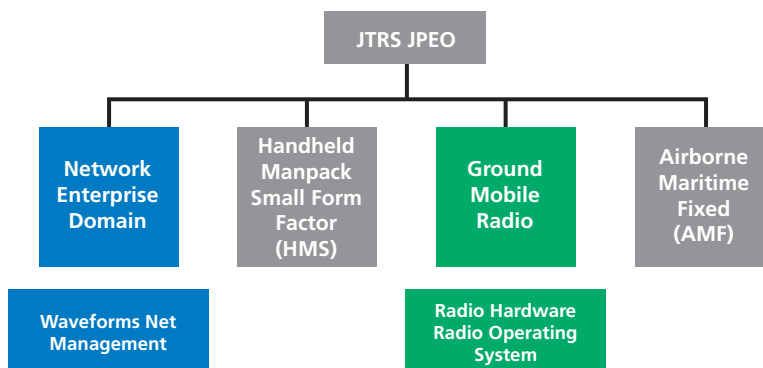 JTRS JPEO
Network
Enterprise
Domain
Handheld
Manpack
Small Form
Factor
(HMS)
Ground
Mobile
Radio
Airborne
Maritime
Fixed
(AMF)
Waveforms Net
Management
Radio Hardware
Radio Operating
System